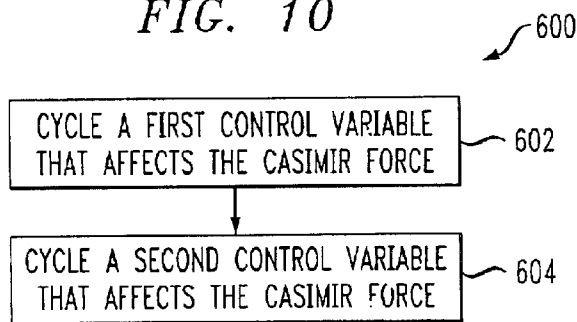 FIG. 10
600
CYCLE A FIRST CONTROL VARIABLE
THAT AFFECTS THE CASIMIR FORCE
602
CYCLE A SECOND CONTROL VARIABLE
THAT AFFECTS THE CASIMIR FORCE
604